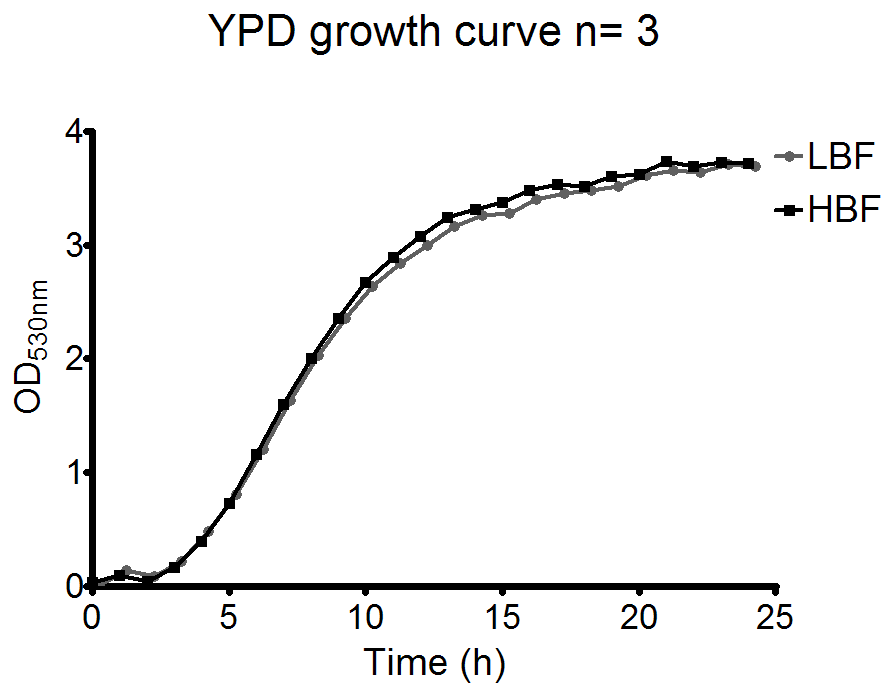 YPD growth curve n= 3
LBF
HBF
4
3
2
1
0
OD530nm
0 5 10 15 20 25
Time (h)